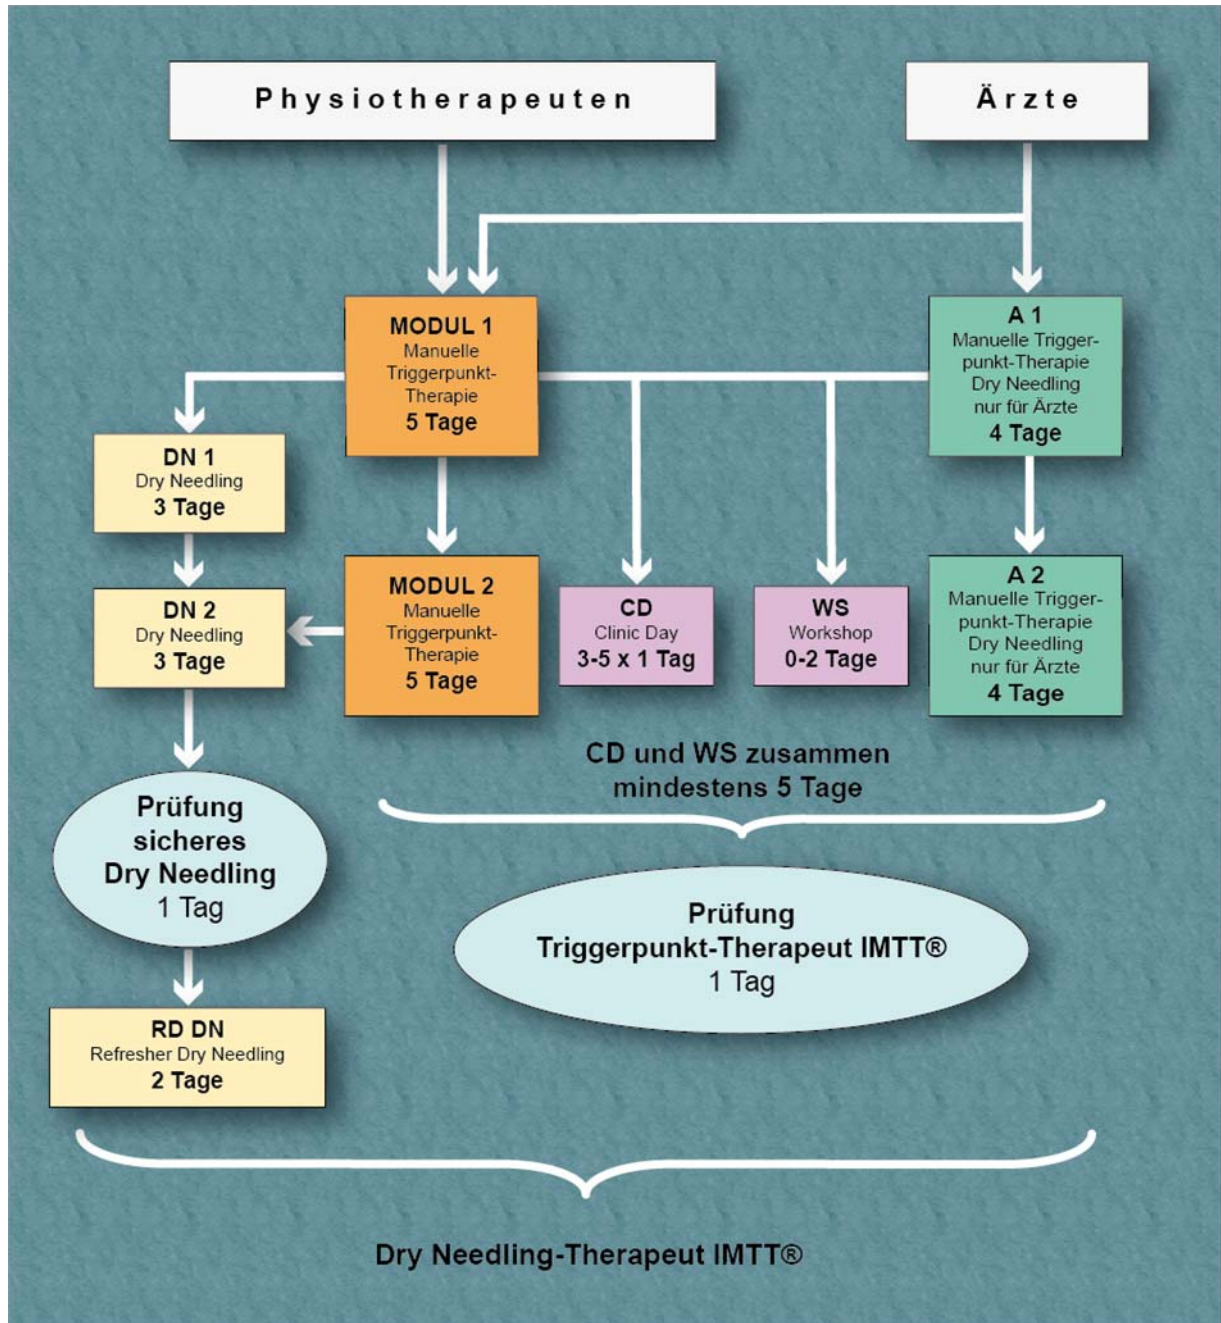 Physiotherapeuten
Ärzte
MODUL 1
Manuelle
Triggerpunkt-
Therapie
5 Tage
A 1
Manuelle Trigger-
punkt-Therapie
Dry Needling
nur für Ärzte
4 Tage
DN 1
Dry Needling
3 Tage
DN 2
Dry Needling
3 Tage
MODUL 2
Manuelle
Triggerpunkt-
Therapie
5 Tage
CD
Clinic Day
3-5 x 1 Tag
WS
Workshop
0-2 Tage
A 2
Manuelle Trigger-
punkt-Therapie
Dry Needling
nur für Ärzte
4 Tage
CD und WS zusammen
mindestens 5 Tage
Prüfung
sicheres
Dry Needling
1 Tag
Prüfung
Triggerpunkt-Therapeut IMTT®
1 Tag
RD DN
Refresher Dry Needling
2 Tage
Dry Needling-Therapeut IMTT®